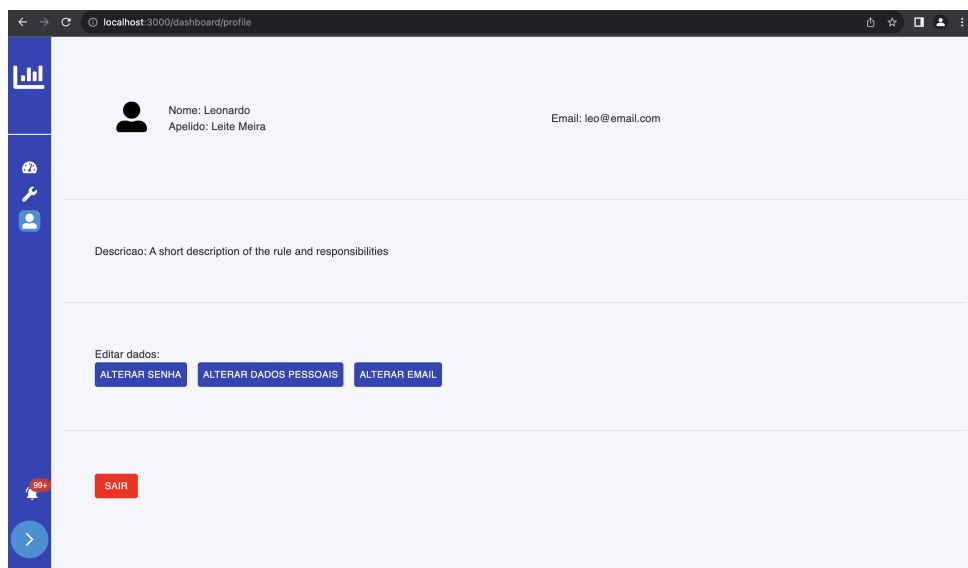 localhost:3000/dashboard/profile
Nome: Leonardo
Apelido: Leite Meira
Email: leo@email.com
Descricao: A short description of the rule and responsibilities
Editar dados:
ALTERAR SENHA ALTERAR DADOS PESSOAIS ALTERAR EMAIL
99+
SAIR